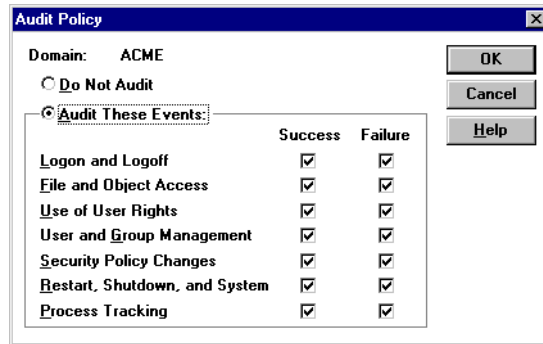 Audit Policy
Domain: ACME
Do Not Audit
Audit These Events:
Success Failure
Logon and Logoff
File and Object Access
Use of User Rights
User and Group Management
Security Policy Changes
Restart, Shutdown, and System
Process Tracking
OK
Cancel
Help